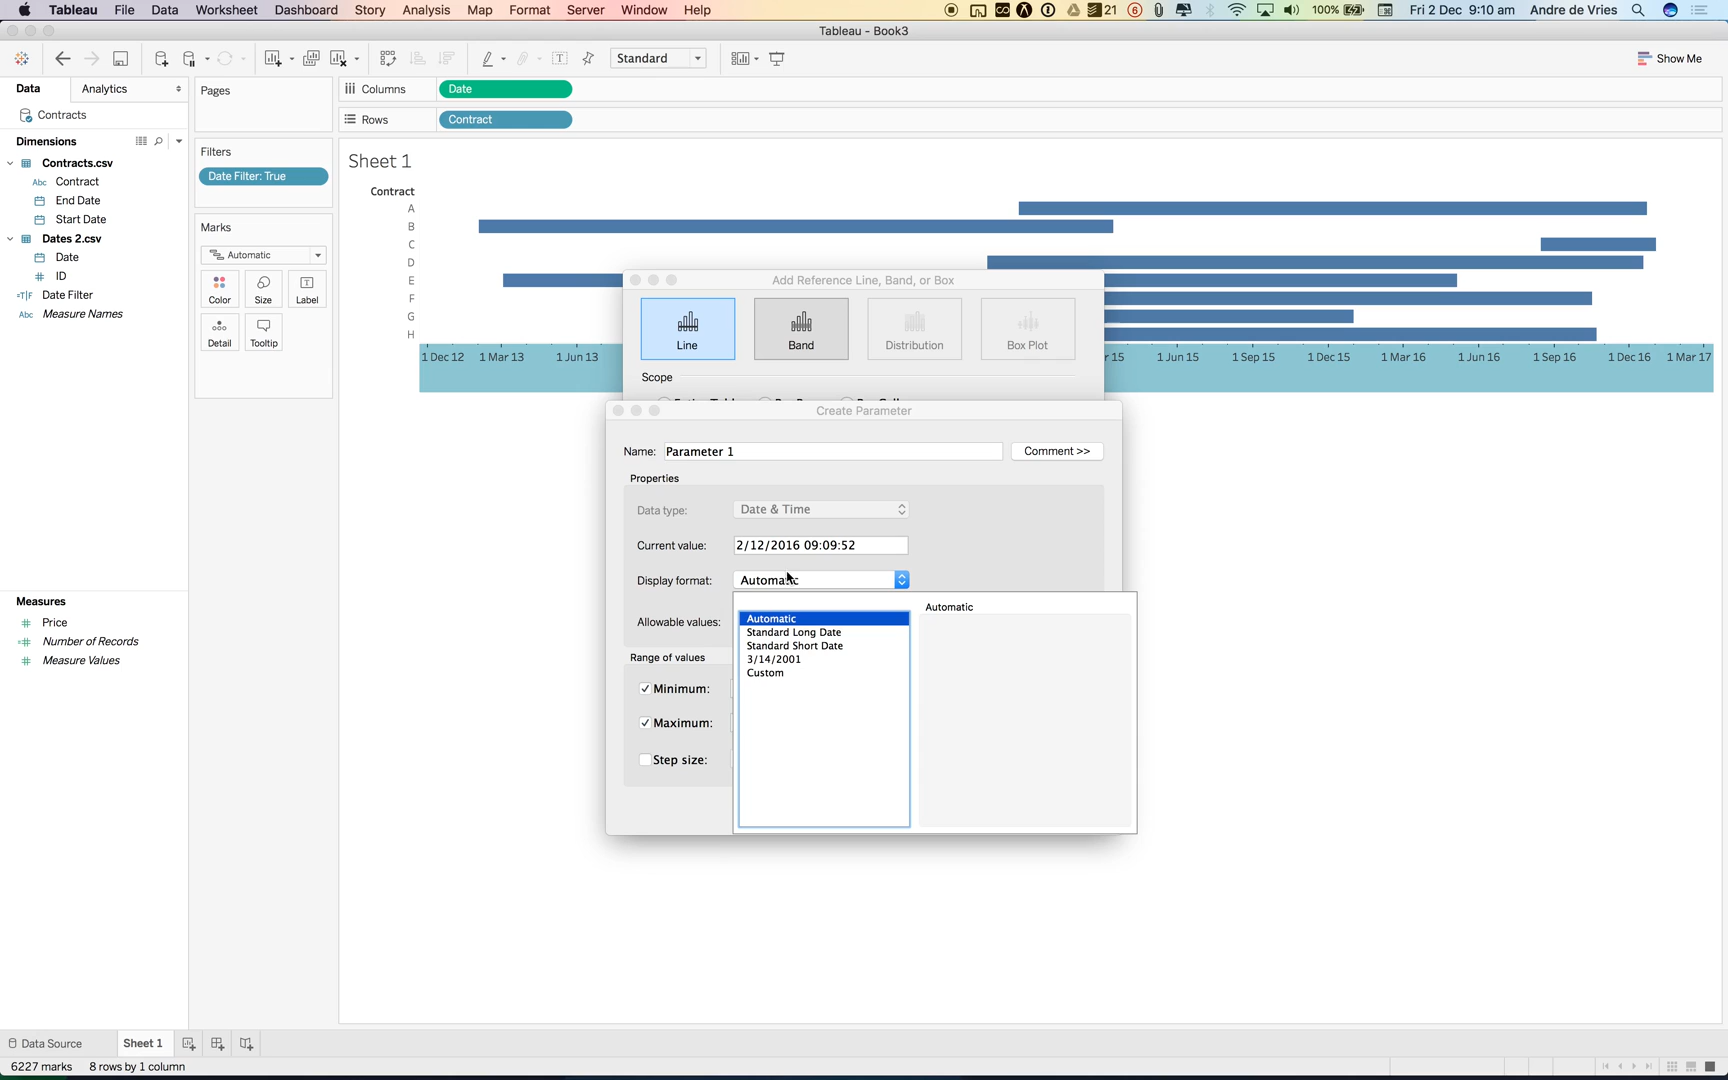 Tableau File Data Worksheet Dashboard Story Analysis Map Format Server Window Help 21 6 100% Fri 2 Dec 9:10 am Andre de Vries
Tableau - Book3
Standard Show Me
Data Analytics Pages Columns Date
Contracts
Rows Contract
Dimensions Filters
Contracts.csv Date Filter: True Sheet 1
Abc Contract
End Date
Start Date
Dates 2.csv
Date
ID
Date Filter
Abc Measure Names
Marks
Automatic
Color Size Label
Detail Tooltip
Contract
A
B
C
D
E
F
G
H
1 Dec 12 1 Mar 13 1 Jun 13 r 15 1 Jun 15 1 Sep 15 1 Dec 15 1 Mar 16 1 Jun 16 1 Sep 16 1 Dec 16 1 Mar 17
Add Reference Line, Band, or Box
Line Band Distribution Box Plot
Scope
Create Parameter
Name: Parameter 1 Comment >>
Properties
Data type: Date & Time
Current value: 2/12/2016 09:09:52
Display format: Automatic
Allowable values:
Automatic
Automatic
Standard Long Date
Standard Short Date
3/14/2001
Custom
Range of values
Minimum:
Maximum:
Step size:
Measures
Price
Number of Records
Measure Values
Data Source Sheet 1
6227 marks 8 rows by 1 column